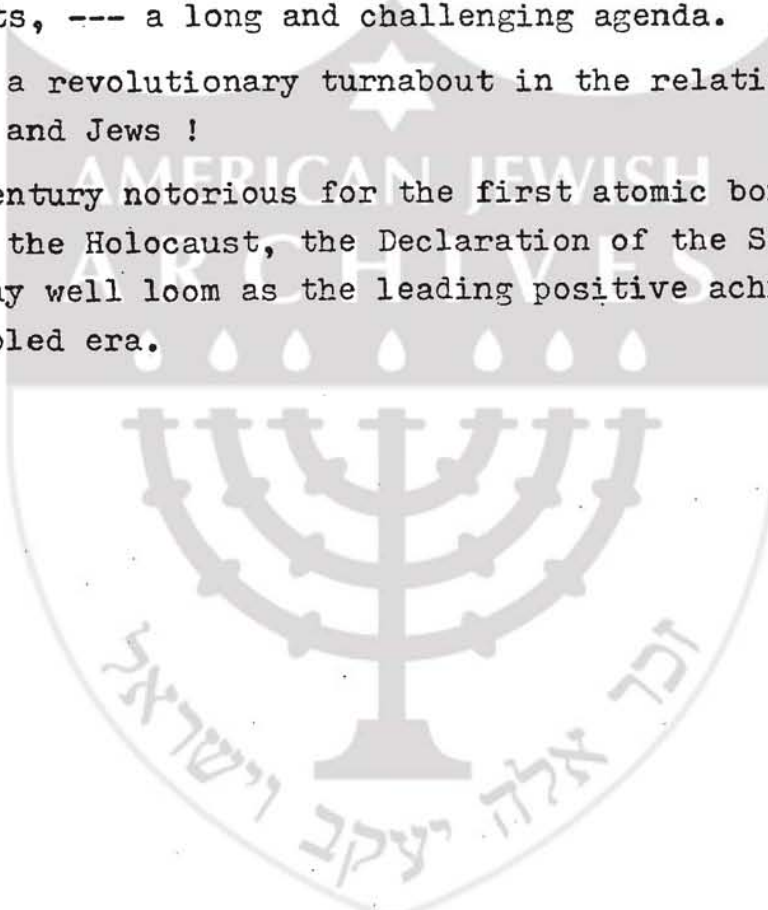 ts, --- a long and challenging agenda.
a revolutionary turnabout in the relati
and Jews !
entury notorious for the first atomic bo
the Holocaust, the Declaration of the S
y well loom as the leading positive ach
led era.
AMERICAN JEWISH
ARCHIVES
זכר אלה יעקב וישראל